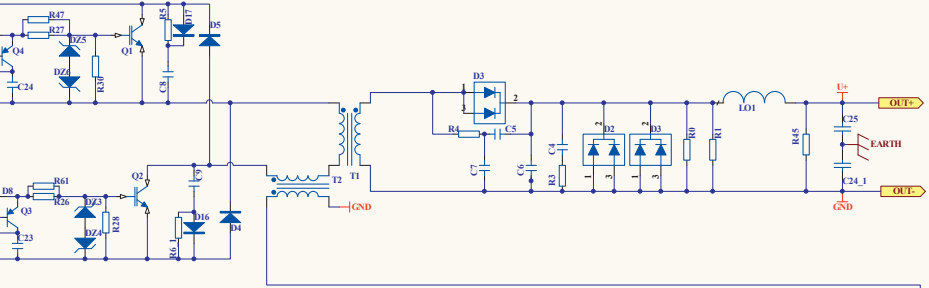 R47
R27
Q4
C24
DZ5
DZ6
R30
Q1
R5
D17
C8
D5
D8
R61
R26
Q3
C23
DZ3
DZ4
R28
Q2
C9
D16
R6_1
D4
T2
T1
GND
D3
1
3
2
R4
C5
C7
C6
C4
R3
2
D2
1
3
2
D3
1
3
R0
R1
LO1
R45
U+
C25
EARTH
C24_1
GND
OUT+
OUT-